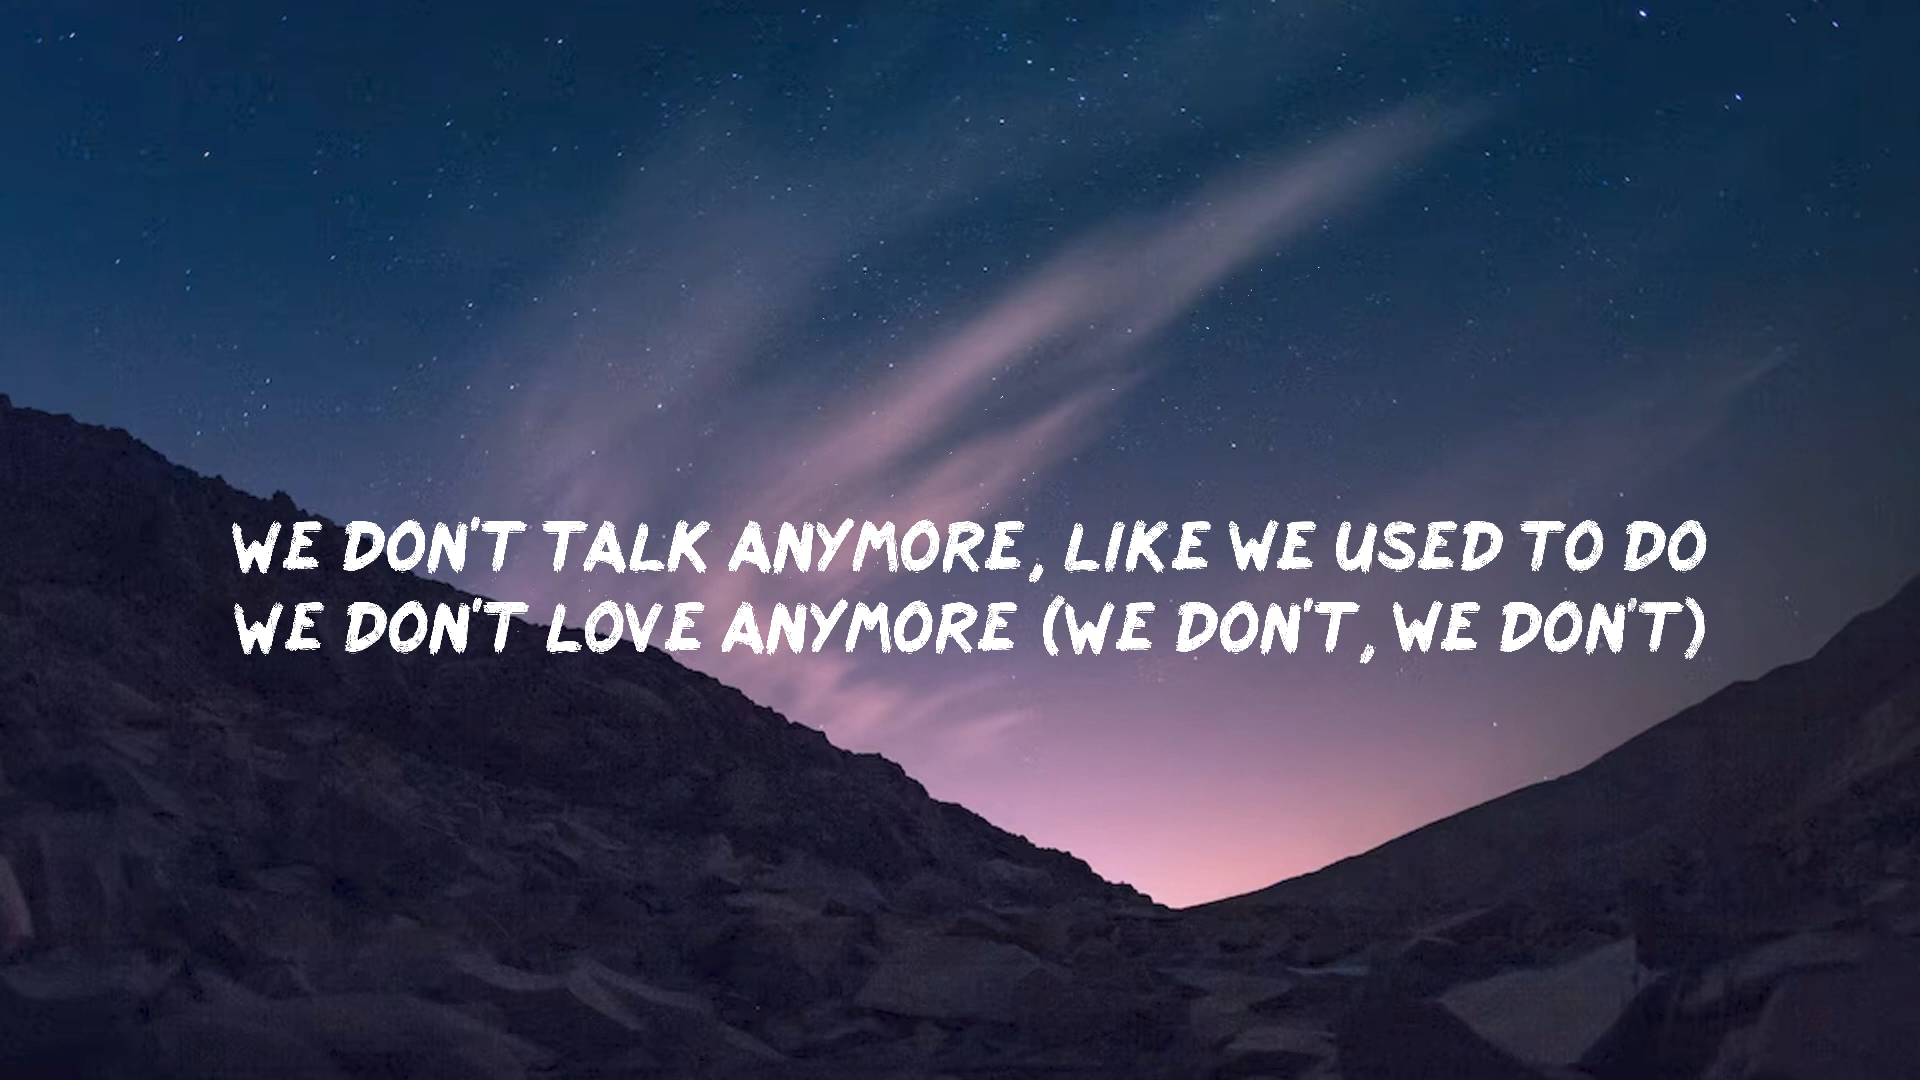 WE DON'T TALK ANYMORE, LIKE WE USED TO DO
WE DON'T LOVE ANYMORE (WE DON'T, WE DON'T)